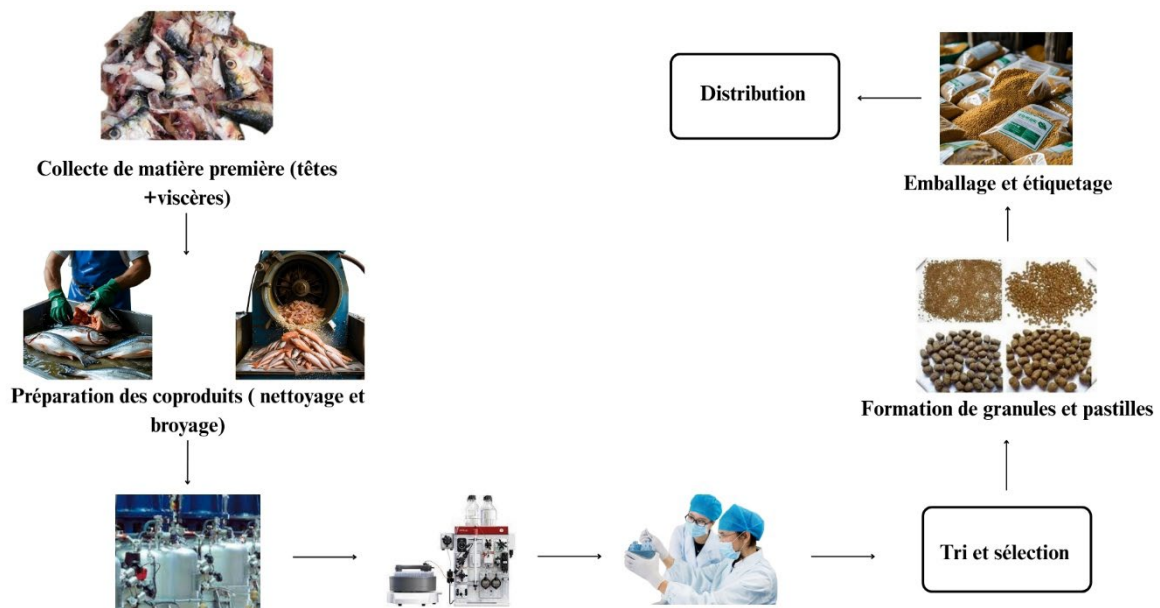 Collecte de matière première (têtes
+viscères)
Préparation des coproduits ( nettoyage et
broyage)
Tri et sélection
Formation de granules et pastilles
Emballage et étiquetage
Distribution